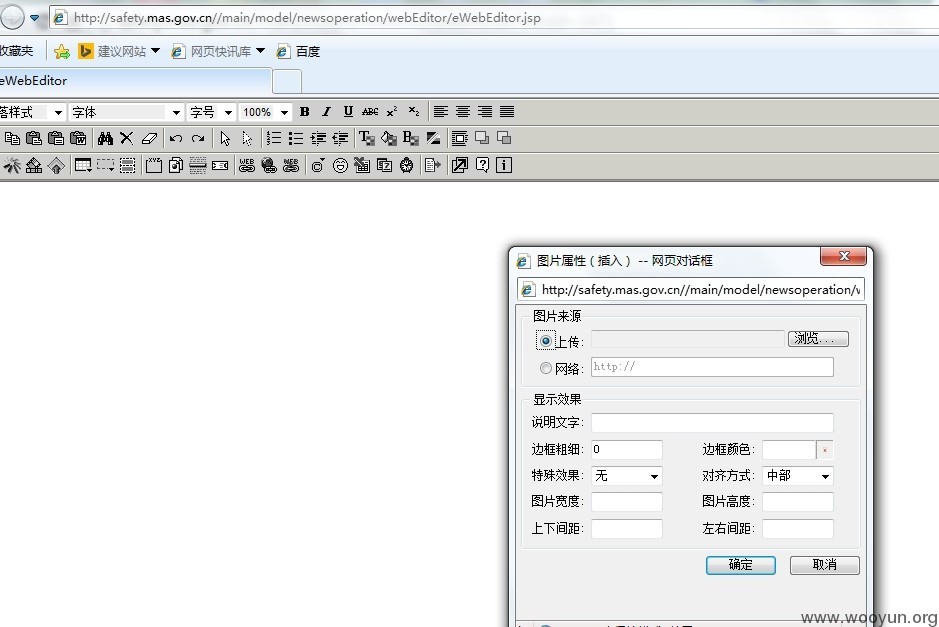 http://safety.mas.gov.cn//main/model/newsoperation/webEditor/eWebEditor.jsp
收藏夹 建议网站 网页快讯库 百度
eWebEditor
落样式 字体 字号 100% B I U ABC x² x₂
图片属性（插入） -- 网页对话框
http://safety.mas.gov.cn//main/model/newsoperation/v
图片来源
上传: 浏览...
网络: http://
显示效果
说明文字:
边框粗细: 0 边框颜色:
特殊效果: 无 对齐方式: 中部
图片宽度: 图片高度:
上下间距: 左右间距:
确定 取消
www.wooyun.org